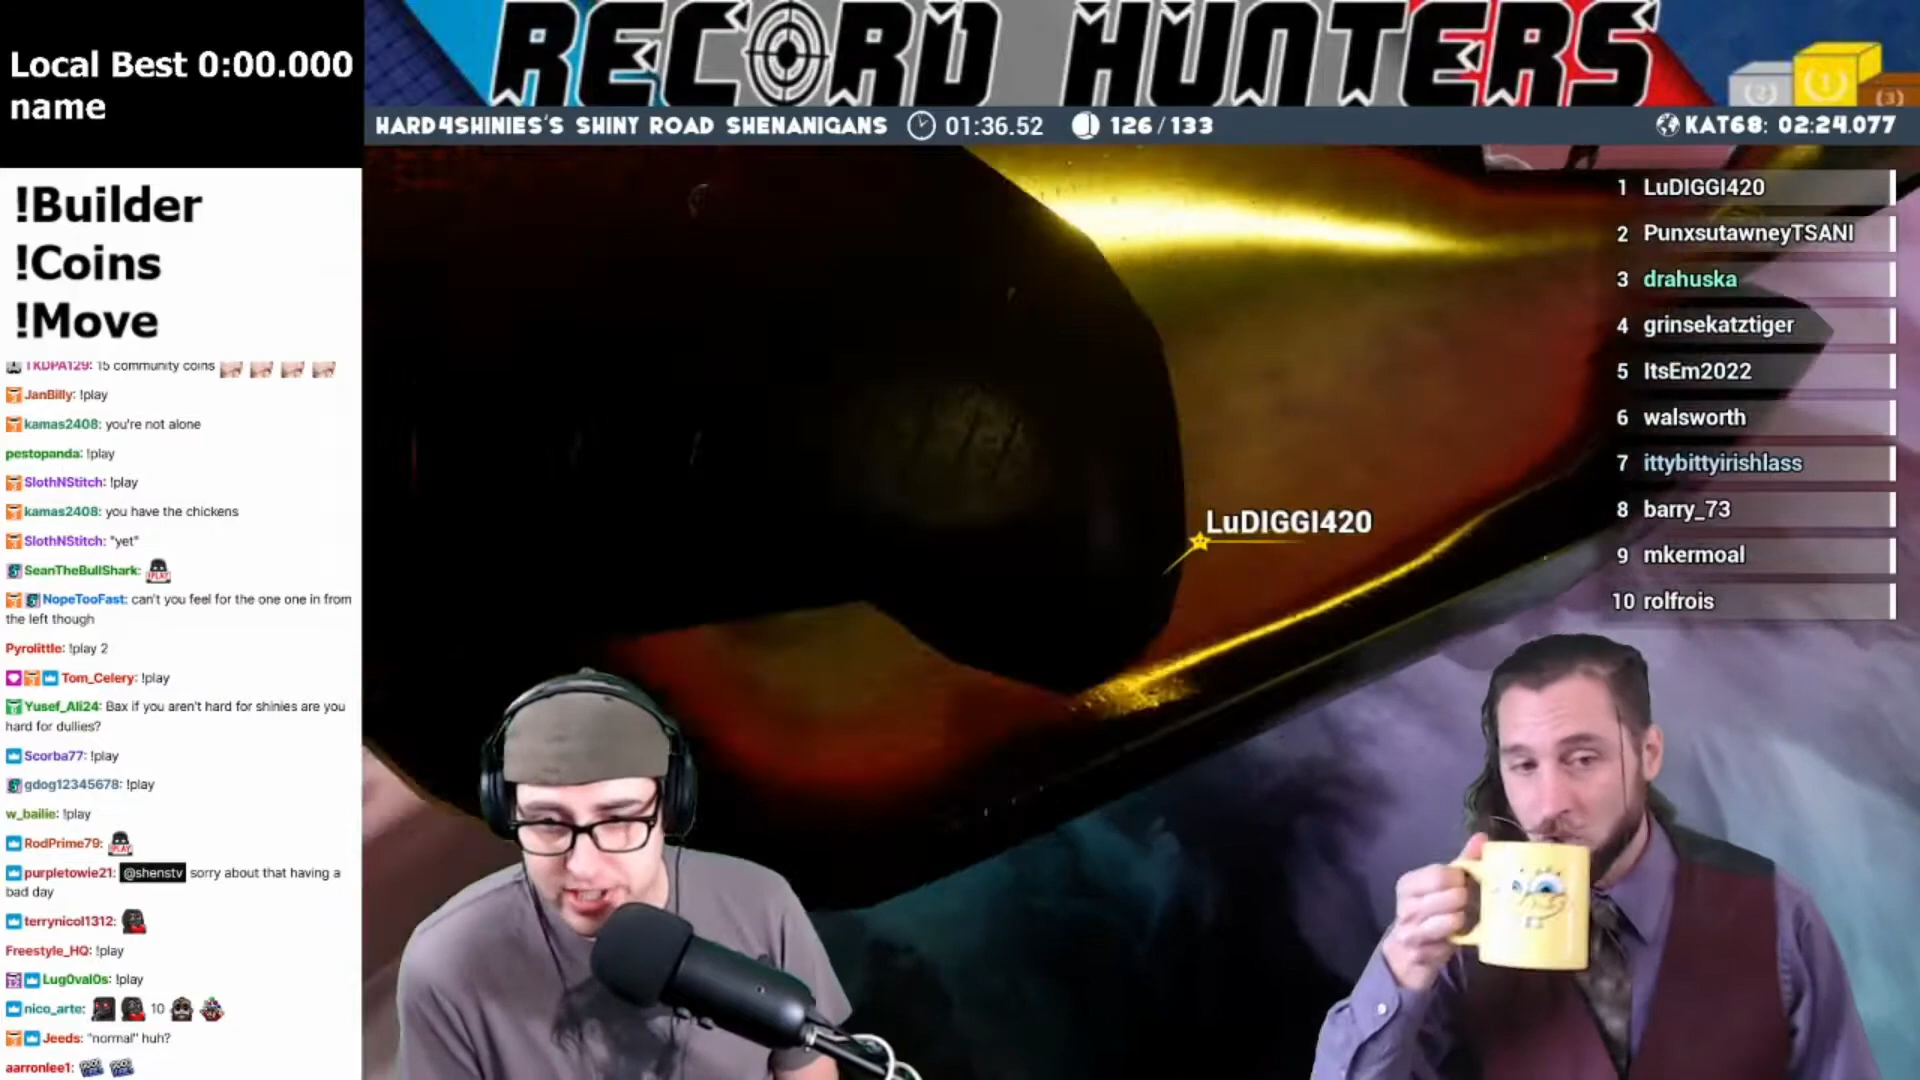 Local Best 0:00.000
name
!Builder
!Coins
!Move
TKDPA129: 15 community coins
JanBilly: !play
kamas2408: you're not alone
pestopanda: !play
SlothNStitch: !play
kamas2408: you have the chickens
SlothNStitch: "yet"
SeanTheBullShark: !PLAY
NopeTooFast: can't you feel for the one one in from
the left though
Pyrolittle: !play 2
Tom_Celery: !play
Yusef_Ali24: Bax if you aren't hard for shinies are you
hard for dullies?
Scorba77: !play
gdog12345678: !play
w_bailie: !play
RodPrime79: !PLAY
purpletowie21: @shenstv sorry about that having a
bad day
terrynicol1312:
Freestyle_HQ: !play
LugOvalOs: !play
nico_arte: 10
Jeeds: "normal" huh?
aarronlee1:
RECORD HUNTERS
2 1 3
HARD4SHINIES'S SHINY ROAD SHENANIGANS 01:36.52 126/133 KAT68: 02:24.077
1 LuDIGGI420
2 PunxsutawneyTSANI
3 drahuska
4 grinsekatztiger
5 ItsEm2022
6 walsworth
7 ittybittyirishlass
8 barry_73
9 mkermoal
10 rolfrois
LuDIGGI420